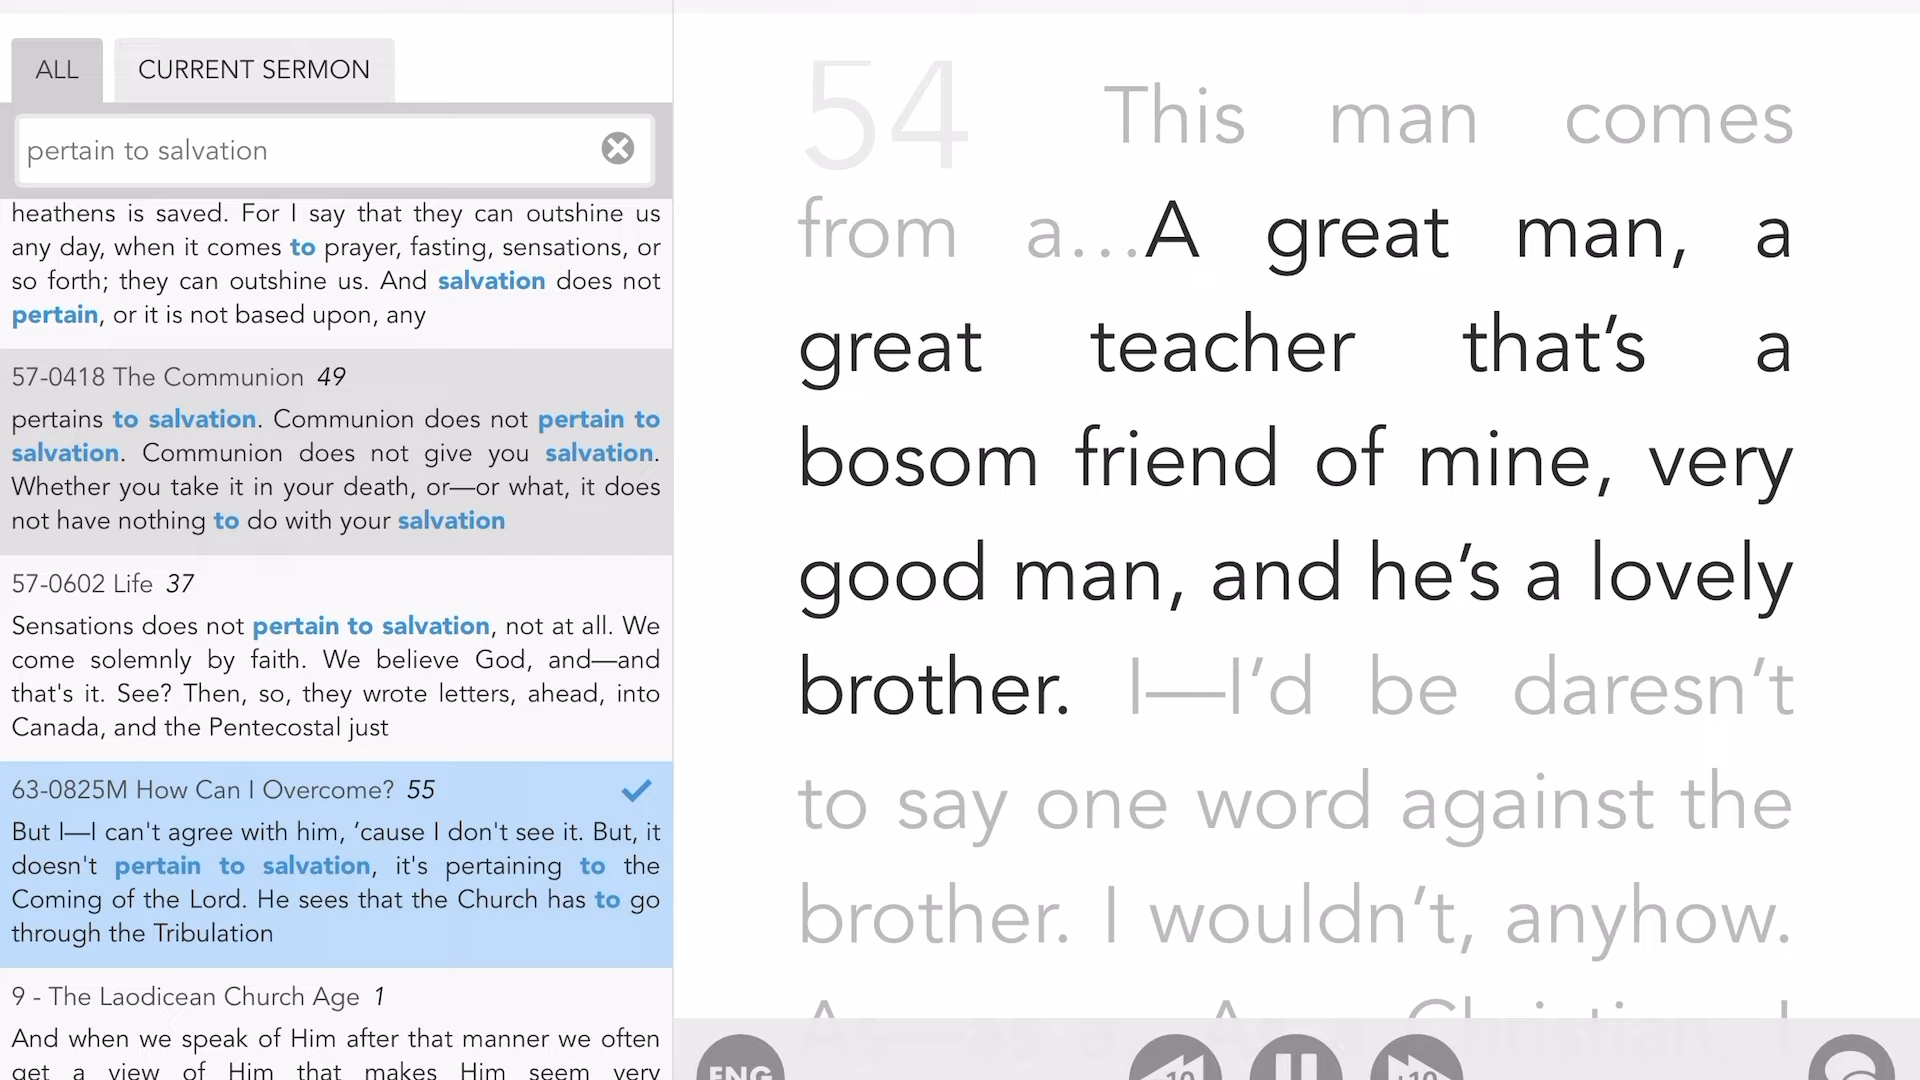 ALL
CURRENT SERMON
pertain to salvation
heathens is saved. For I say that they can outshine us
any day, when it comes to prayer, fasting, sensations, or
so forth; they can outshine us. And salvation does not
pertain, or it is not based upon, any
57-0418 The Communion 49
pertains to salvation. Communion does not pertain to
salvation. Communion does not give you salvation.
Whether you take it in your death, or—or what, it does
not have nothing to do with your salvation
57-0602 Life 37
Sensations does not pertain to salvation, not at all. We
come solemnly by faith. We believe God, and—and
that's it. See? Then, so, they wrote letters, ahead, into
Canada, and the Pentecostal just
63-0825M How Can I Overcome? 55
But I—I can't agree with him, ’cause I don't see it. But, it
doesn't pertain to salvation, it's pertaining to the
Coming of the Lord. He sees that the Church has to go
through the Tribulation
9 - The Laodicean Church Age 1
And when we speak of Him after that manner we often
get a view of Him that makes Him seem very
54 This man comes
from a…A great man, a
great teacher that’s a
bosom friend of mine, very
good man, and he’s a lovely
brother. I—I’d be daresn’t
to say one word against the
brother. I wouldn’t, anyhow.
Christian, I
ENG
-10
+10